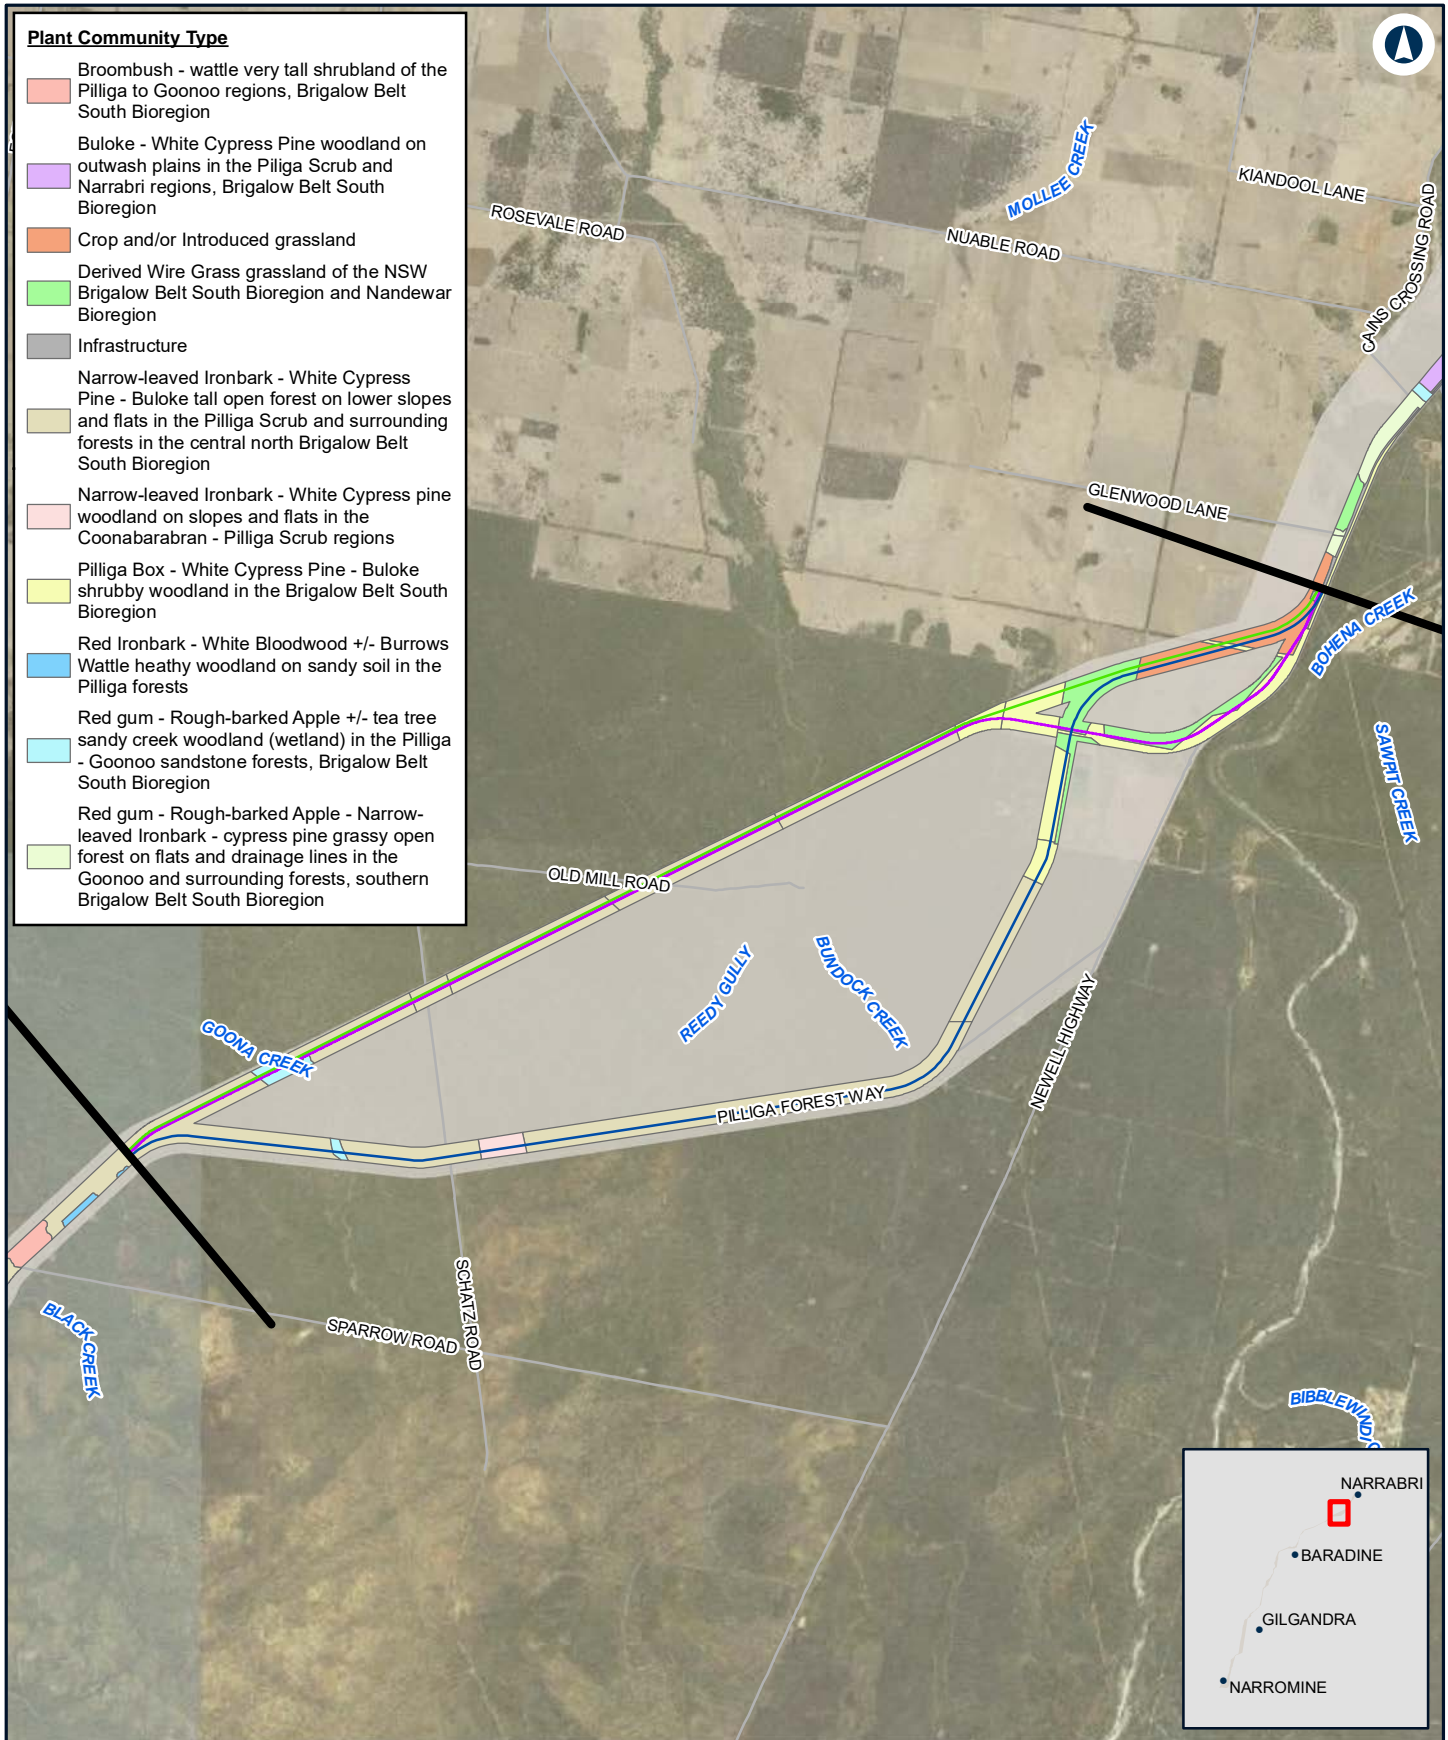 Plant Community Type
Broombush - wattle very tall shrubland of the
Pilliga to Goonoo regions, Brigalow Belt
South Bioregion
Buloke - White Cypress Pine woodland on
outwash plains in the Piliga Scrub and
Narrabri regions, Brigalow Belt South
Bioregion
Crop and/or Introduced grassland
Derived Wire Grass grassland of the NSW
Brigalow Belt South Bioregion and Nandewar
Bioregion
Infrastructure
Narrow-leaved Ironbark - White Cypress
Pine - Buloke tall open forest on lower slopes
and flats in the Pilliga Scrub and surrounding
forests in the central north Brigalow Belt
South Bioregion
Narrow-leaved Ironbark - White Cypress pine
woodland on slopes and flats in the
Coonabarabran - Pilliga Scrub regions
Pilliga Box - White Cypress Pine - Buloke
shrubby woodland in the Brigalow Belt South
Bioregion
Red Ironbark - White Bloodwood +/- Burrows
Wattle heathy woodland on sandy soil in the
Pilliga forests
Red gum - Rough-barked Apple +/- tea tree
sandy creek woodland (wetland) in the Pilliga
- Goonoo sandstone forests, Brigalow Belt
South Bioregion
Red gum - Rough-barked Apple - Narrow-
leaved Ironbark - cypress pine grassy open
forest on flats and drainage lines in the
Goonoo and surrounding forests, southern
Brigalow Belt South Bioregion
MOLLEE CREEK
KIANDOOL LANE
ROSEVALE ROAD
NUABLE ROAD
CAINS CROSSING ROAD
GLENWOOD LANE
BOHENA CREEK
SAWPIT CREEK
OLD MILL ROAD
REEDY GULLY
BUNDOCK CREEK
GOONA CREEK
NEWELL HIGHWAY
PILLIGA FOREST WAY
SCHATZ ROAD
SPARROW ROAD
BLACK CREEK
BIBBLEWINDI C
NARRABRI
BARADINE
GILGANDRA
NARROMINE